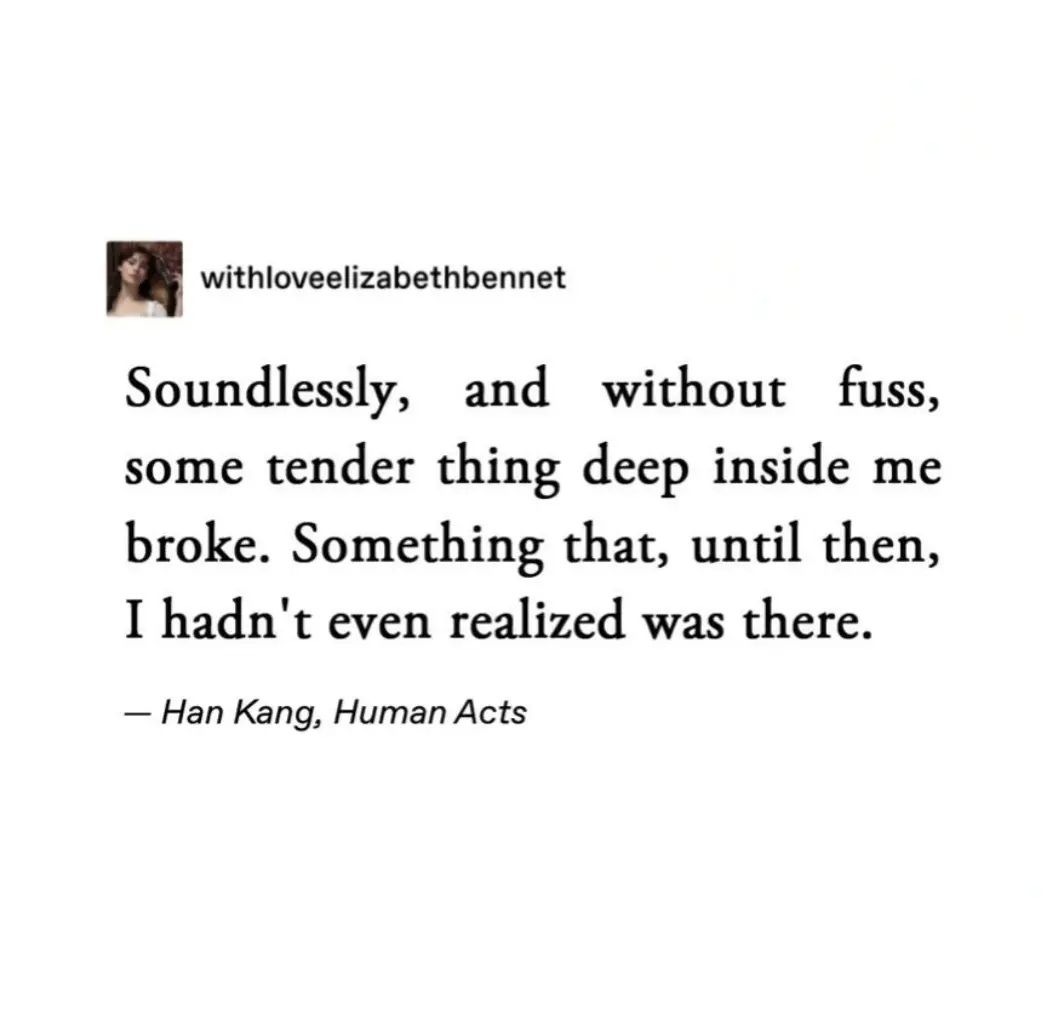 withloveelizabethbennet
Soundlessly, and without fuss,
some tender thing deep inside me
broke. Something that, until then,
I hadn't even realized was there.
— Han Kang, Human Acts